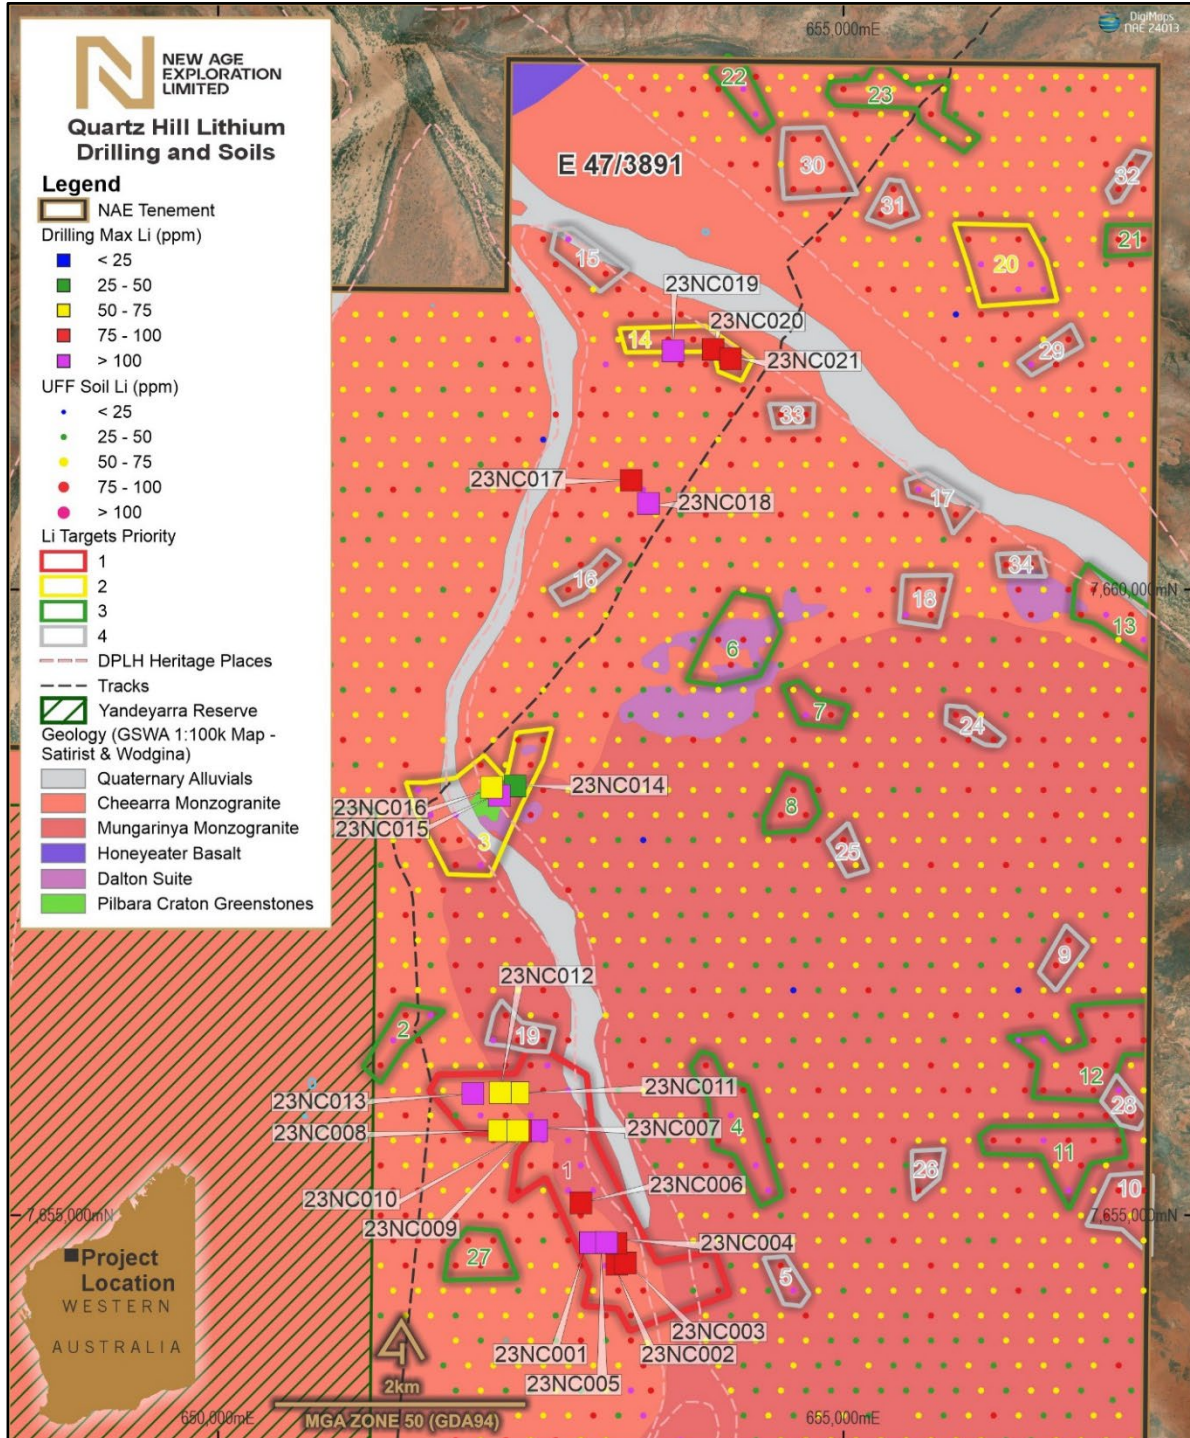 DigiMaps
NAE 24013
655,000mE
NEW AGE
EXPLORATION
LIMITED
Quartz Hill Lithium
Drilling and Soils
Legend
NAE Tenement
Drilling Max Li (ppm)
< 25
25 - 50
50 - 75
75 - 100
> 100
UFF Soil Li (ppm)
< 25
25 - 50
50 - 75
75 - 100
> 100
Li Targets Priority
1
2
3
4
DPLH Heritage Places
Tracks
Yandeyarra Reserve
Geology (GSWA 1:100k Map -
Satirist & Wodgina)
Quaternary Alluvials
Cheearra Monzogranite
Mungarinya Monzogranite
Honeyeater Basalt
Dalton Suite
Pilbara Craton Greenstones
E 47/3891
22
23
30
31
32
15
20
21
23NC019
23NC020
14
23NC021
29
33
23NC017
23NC018
17
16
34
18
7,660,000mN
13
6
7
24
23NC014
23NC016
23NC015
3
8
25
9
23NC012
2
19
12
28
23NC013
23NC011
23NC008
23NC007
4
11
1
26
10
23NC010
23NC006
23NC009
7,655,000mN
7,655,000mN
27
23NC004
5
23NC003
23NC001
23NC002
23NC005
Project
Location
WESTERN
AUSTRALIA
2km
650,000mE
MGA ZONE 50 (GDA94)
655,000mE